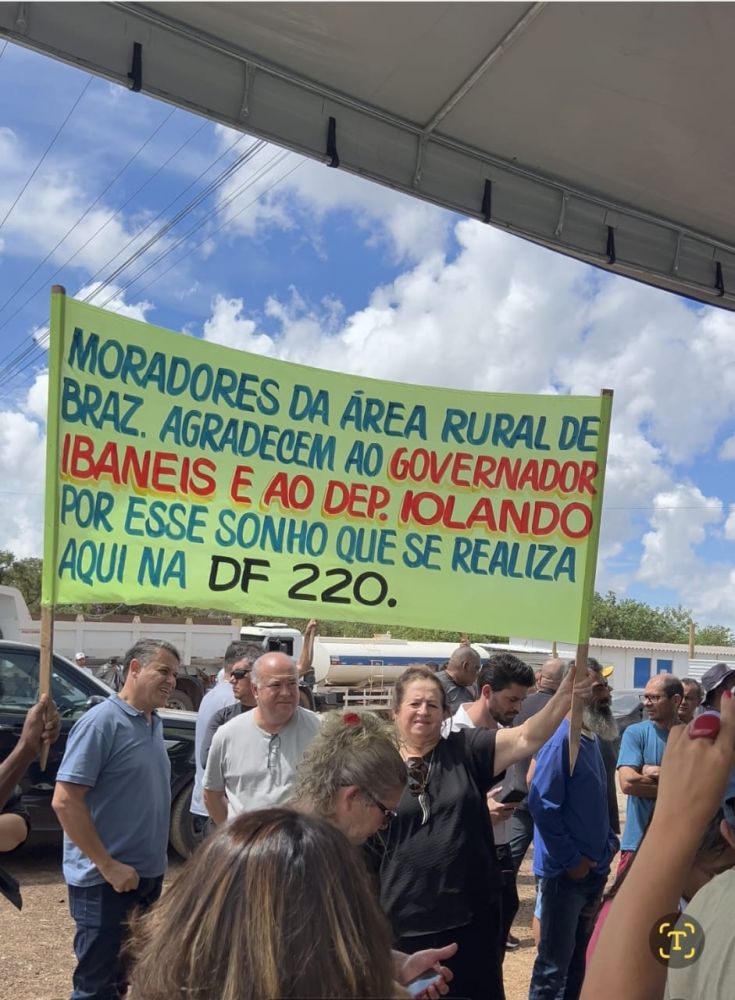 MORADORES DA ÁREA RURAL DE
BRAZ. AGRADECEM AO GOVERNADOR
IBANEIS E AO DEP. IOLANDO
POR ESSE SONHO QUE SE REALIZA
AQUI NA DF 220.
T